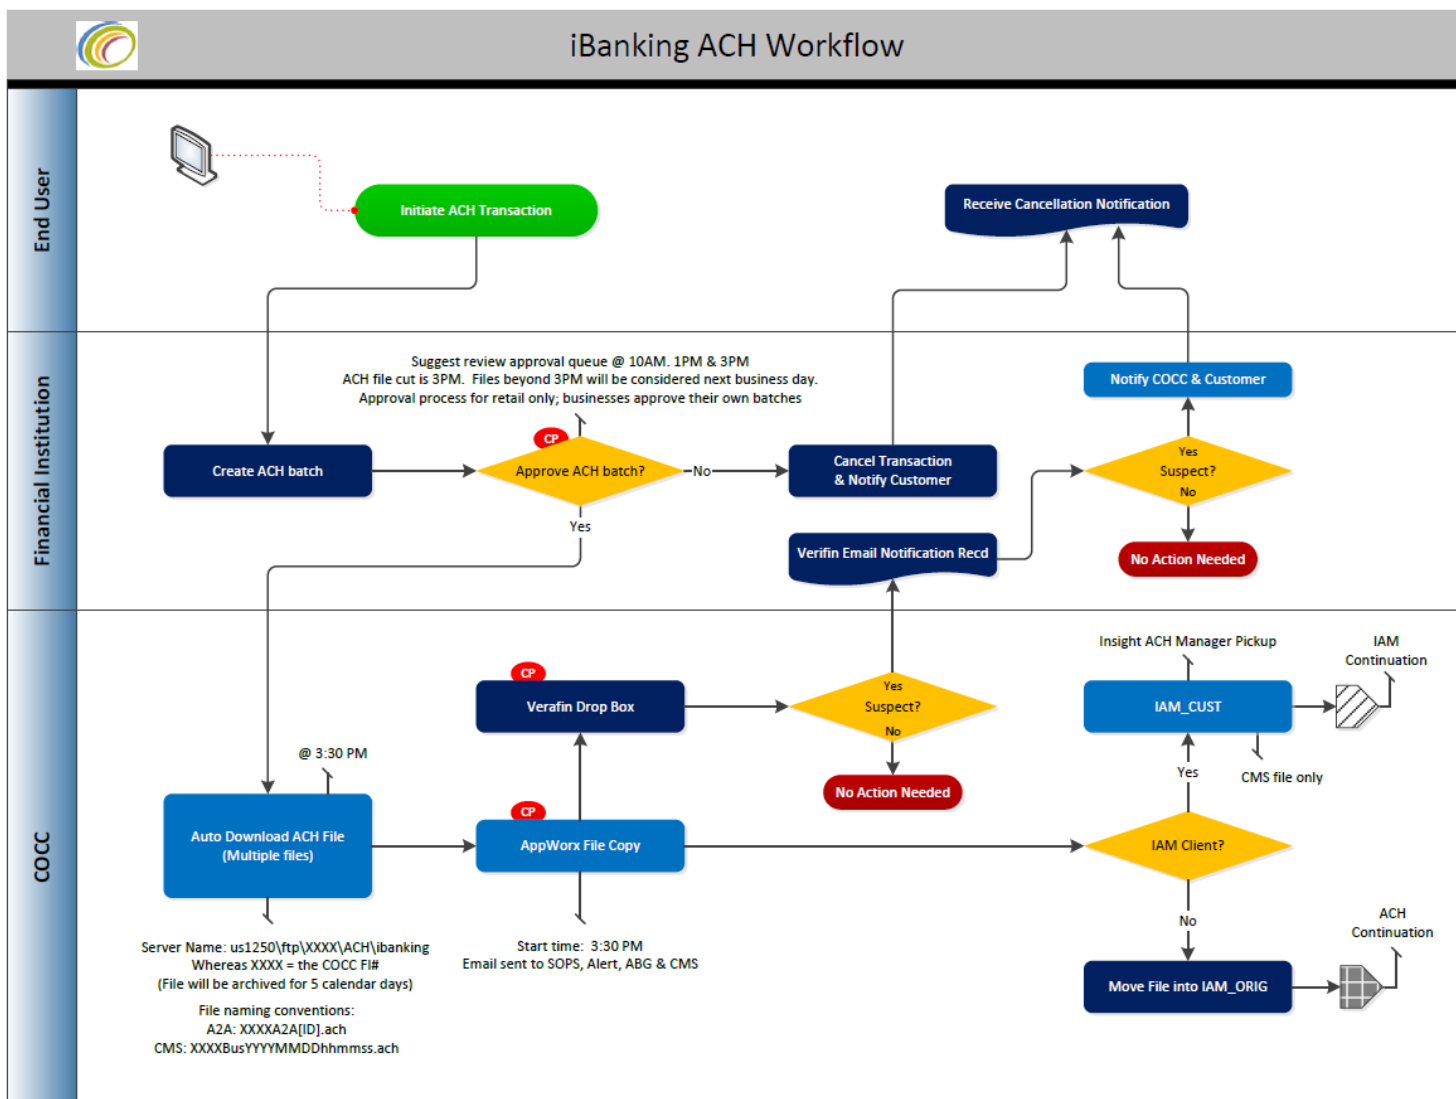 iBanking ACH Workflow
End User
Initiate ACH Transaction
Receive Cancellation Notification
Financial Institution
Suggest review approval queue @ 10AM. 1PM & 3PM
ACH file cut is 3PM. Files beyond 3PM will be considered next business day.
Approval process for retail only; businesses approve their own batches
CP
Create ACH batch
Approve ACH batch?
No
Yes
Cancel Transaction
& Notify Customer
Notify COCC & Customer
Yes
Suspect?
No
Verifin Email Notification Recd
No Action Needed
COCC
CP
Verafin Drop Box
Yes
Suspect?
No
No Action Needed
Insight ACH Manager Pickup
IAM
Continuation
IAM_CUST
CMS file only
@ 3:30 PM
Auto Download ACH File
(Multiple files)
CP
AppWorx File Copy
Yes
IAM Client?
No
Server Name: us1250\ftp\XXXX\ACH\ibanking
Whereas XXXX = the COCC FI#
(File will be archived for 5 calendar days)
File naming conventions:
A2A: XXXXA2A[ID].ach
CMS: XXXXBusYYYYMMDDhhmmss.ach
Start time: 3:30 PM
Email sent to SOPS, Alert, ABG & CMS
ACH
Continuation
Move File into IAM_ORIG